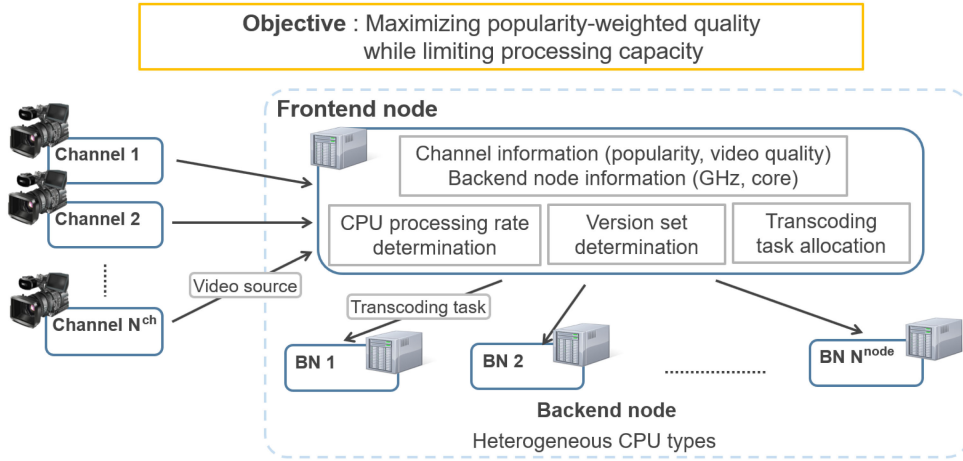 Objective : Maximizing popularity-weighted quality
while limiting processing capacity
Frontend node
Channel 1
Channel 2
Channel N^ch
Video source
Channel information (popularity, video quality)
Backend node information (GHz, core)
CPU processing rate
determination
Version set
determination
Transcoding
task allocation
Transcoding task
BN 1
BN 2
BN N^node
Backend node
Heterogeneous CPU types